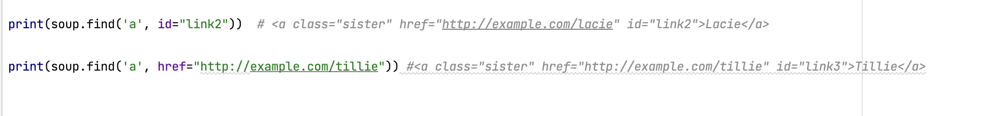 print(soup.find('a', id="link2"))  # <a class="sister" href="http://example.com/lacie" id="link2">Lacie</a>
print(soup.find('a', href="http://example.com/tillie")) #<a class="sister" href="http://example.com/tillie" id="link3">Tillie</a>